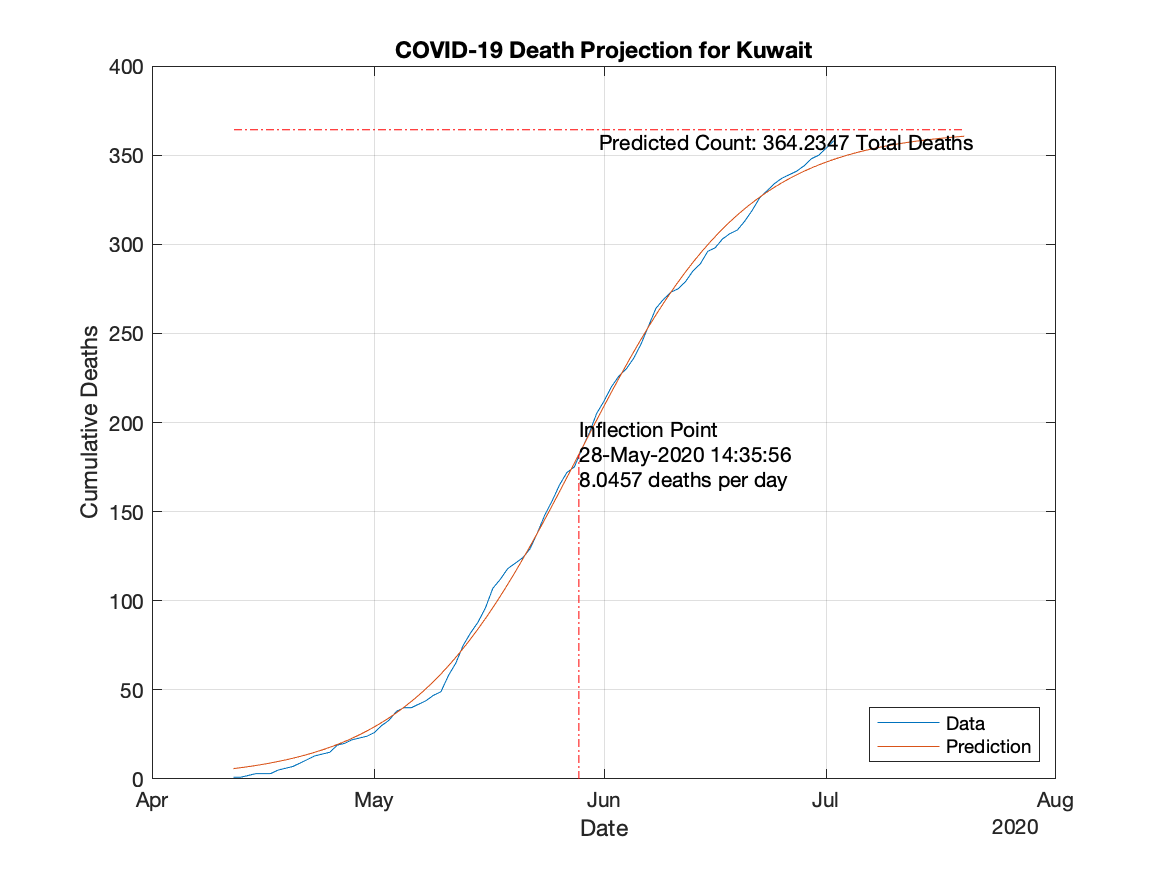 COVID-19 Death Projection for Kuwait
400
350
300
250
200
150
100
50
0
Cumulative Deaths
Predicted Count: 364.2347 Total Deaths
Inflection Point
28-May-2020 14:35:56
8.0457 deaths per day
Data
Prediction
Apr May Jun Jul Aug
Date
2020